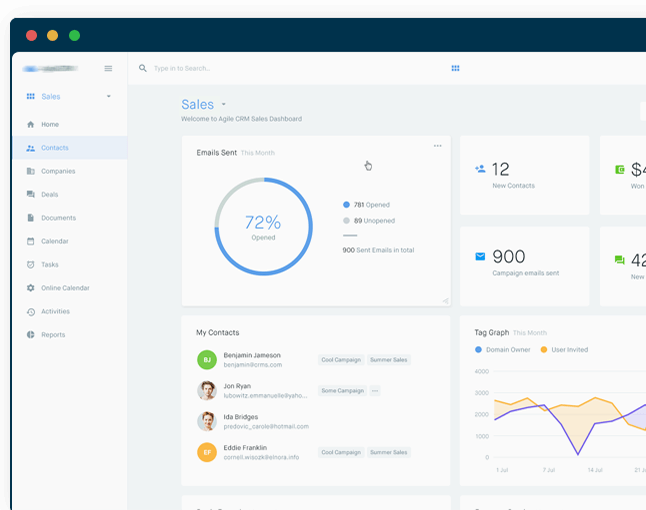 Type in to Search...
Sales
Home
Contacts
Companies
Deals
Documents
Calendar
Tasks
Online Calendar
Activities
Reports
Sales
Welcome to Agile CRM Sales Dashboard
Emails Sent This Month
72%
Opened
781 Opened
89 Unopened
900 Sent Emails in total
12
New Contacts
$4
Won
900
Campaign emails sent
42
New
My Contacts
BJ
Benjamin Jameson
benjamin@crms.com
Cool Campaign
Summer Sales
Jon Ryan
lubowitz.emmanuelle@yaho...
Some Campaign
Ida Bridges
predovic_carole@hotmail.com
EF
Eddie Franklin
cornell.wisozk@elnora.info
Cool Campaign
Summer Sales
Tag Graph This Month
Domain Owner
User Invited
4000
3000
2000
1000
0
1 Jul
7 Jul
14 Jul
21 J